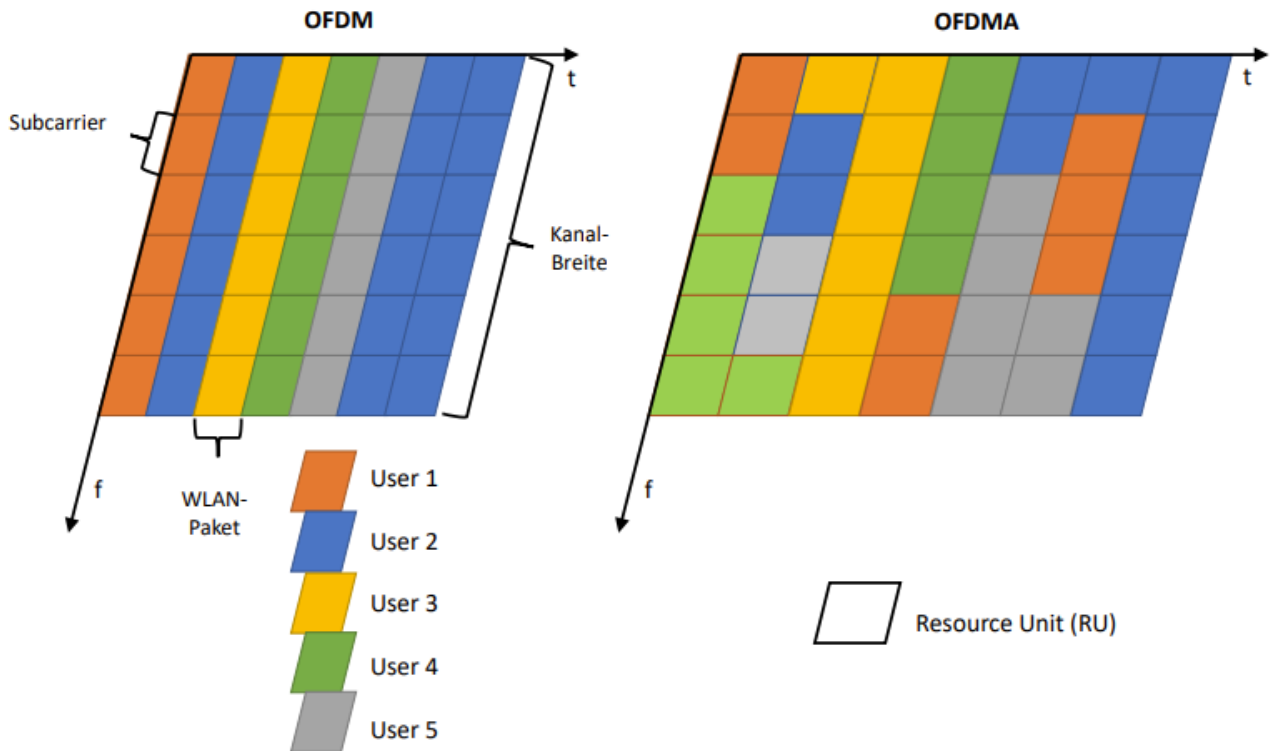 OFDM
t
Subcarrier
Kanal-
Breite
f
WLAN-
Paket
User 1
User 2
User 3
User 4
User 5
OFDMA
t
f
Resource Unit (RU)